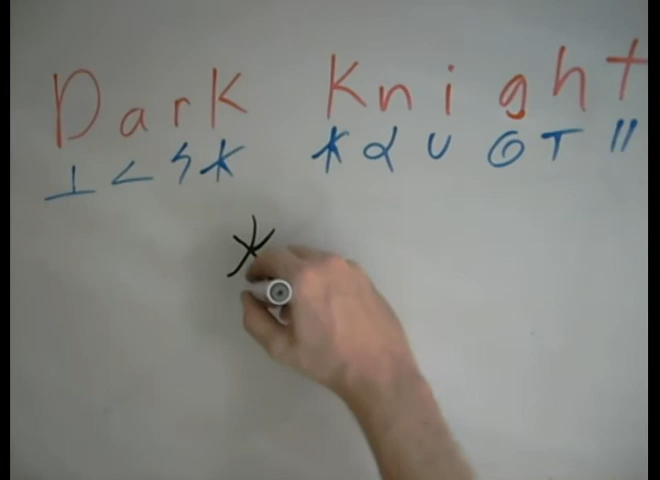 Dark Knight
⊥ < ϟ * * α ∪ ⊙ T //
*